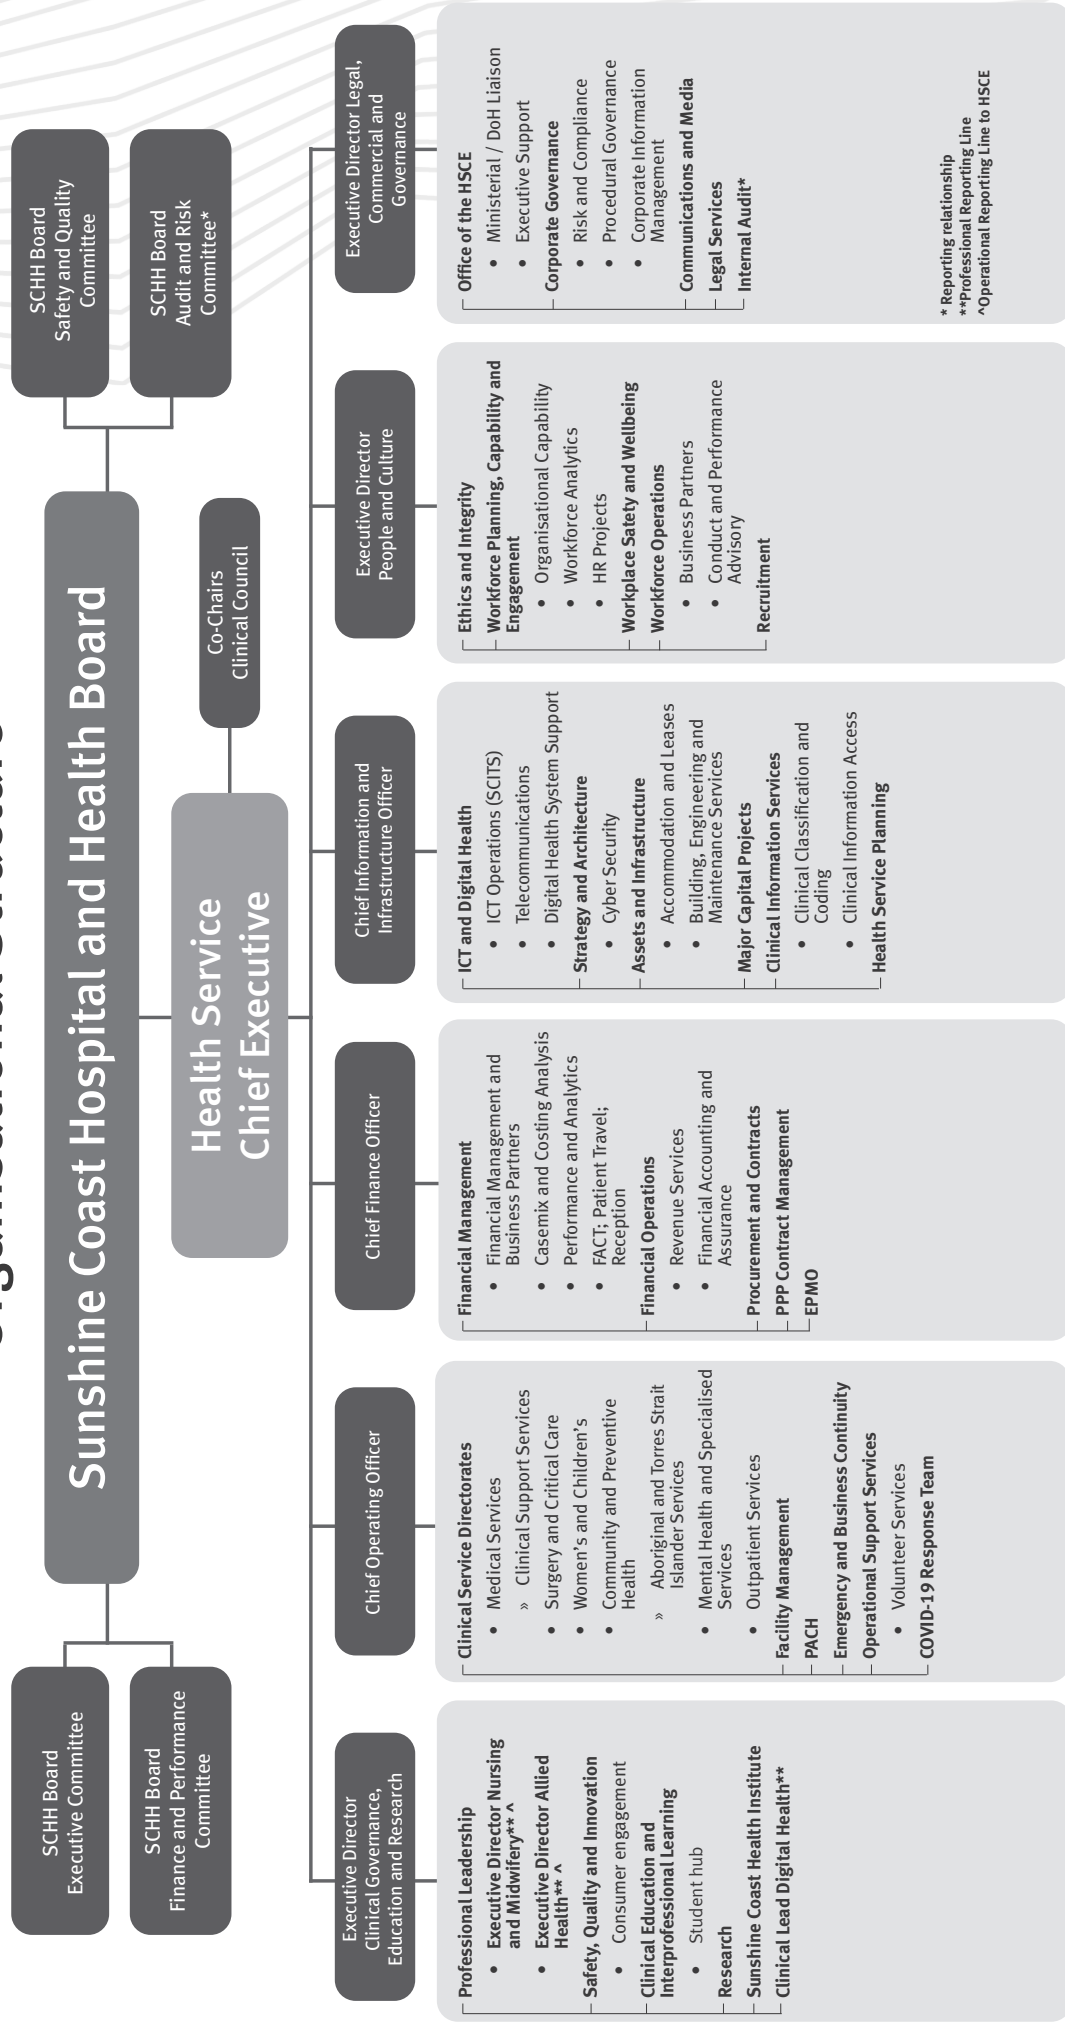 Organisational Structure
SCHH Board
Executive Committee
SCHH Board
Finance and Performance
Committee
Sunshine Coast Hospital and Health Board
SCHH Board
Safety and Quality
Committee
SCHH Board
Audit and Risk
Committee*
Health Service
Chief Executive
Co-Chairs
Clinical Council
Executive Director
Clinical Governance,
Education and Research
Professional Leadership
• Executive Director Nursing
and Midwifery** ^
• Executive Director Allied
Health** ^
Safety, Quality and Innovation
• Consumer engagement
Clinical Education and
Interprofessional Learning
• Student hub
Research
Sunshine Coast Health Institute
Clinical Lead Digital Health**
Chief Operating Officer
Clinical Service Directorates
• Medical Services
» Clinical Support Services
• Surgery and Critical Care
• Women's and Children's
• Community and Preventive
Health
» Aboriginal and Torres Strait
Islander Services
• Mental Health and Specialised
Services
• Outpatient Services
Facility Management
PACH
Emergency and Business Continuity
Operational Support Services
• Volunteer Services
COVID-19 Response Team
Chief Finance Officer
Financial Management
• Financial Management and
Business Partners
• Casemix and Costing Analysis
• Performance and Analytics
• FACT; Patient Travel;
Reception
Financial Operations
• Revenue Services
• Financial Accounting and
Assurance
Procurement and Contracts
PPP Contract Management
EPMO
Chief Information and
Infrastructure Officer
ICT and Digital Health
• ICT Operations (SCITS)
• Telecommunications
• Digital Health System Support
Strategy and Architecture
• Cyber Security
Assets and Infrastructure
• Accommodation and Leases
• Building, Engineering and
Maintenance Services
Major Capital Projects
Clinical Information Services
• Clinical Classification and
Coding
• Clinical Information Access
Health Service Planning
Executive Director
People and Culture
Ethics and Integrity
Workforce Planning, Capability and
Engagement
• Organisational Capability
• Workforce Analytics
• HR Projects
Workplace Safety and Wellbeing
Workforce Operations
• Business Partners
• Conduct and Performance
Advisory
Recruitment
Executive Director Legal,
Commercial and
Governance
Office of the HSCE
• Ministerial / DoH Liaison
• Executive Support
Corporate Governance
• Risk and Compliance
• Procedural Governance
• Corporate Information
Management
Communications and Media
Legal Services
Internal Audit*
* Reporting relationship
**Professional Reporting Line
^Operational Reporting Line to HSCE